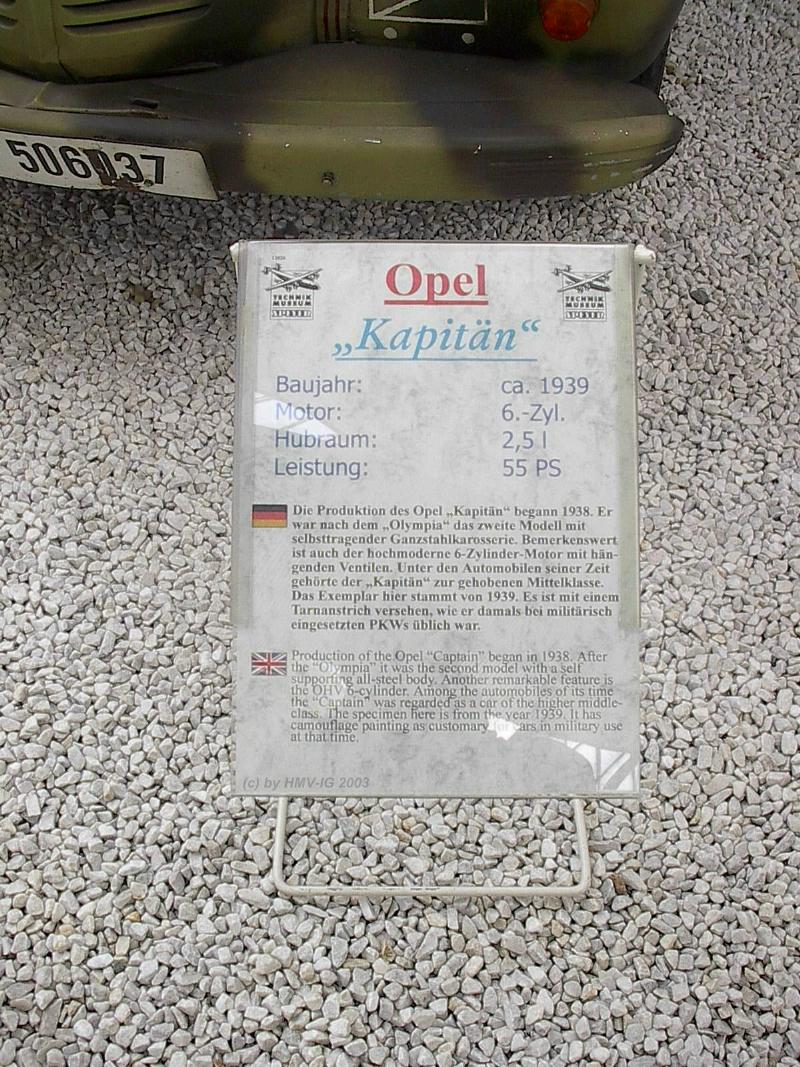 506037
Opel
TECHNIK
MUSEUM
SPEYER
TECHNIK
MUSEUM
SPEYER
„Kapitän“
Baujahr: ca. 1939
Motor: 6.-Zyl.
Hubraum: 2,5 l
Leistung: 55 PS
Die Produktion des Opel „Kapitän“ begann 1938. Er
war nach dem „Olympia“ das zweite Modell mit
selbsttragender Ganzstahlkarosserie. Bemerkenswert
ist auch der hochmoderne 6-Zylinder-Motor mit hän-
genden Ventilen. Unter den Automobilen seiner Zeit
gehörte der „Kapitän“ zur gehobenen Mittelklasse.
Das Exemplar hier stammt von 1939. Es ist mit einem
Tarnanstrich versehen, wie er damals bei militärisch
eingesetzten PKWs üblich war.
Production of the Opel “Captain” began in 1938. After
the “Olympia” it was the second model with a self
supporting all-steel body. Another remarkable feature is
the OHV 6-cylinder. Among the automobiles of its time
the “Captain” was regarded as a car of the higher middle-
class. The specimen here is from the year 1939. It has
camouflage painting as customary for cars in military use
at that time.
(c) by HMV-IG 2003